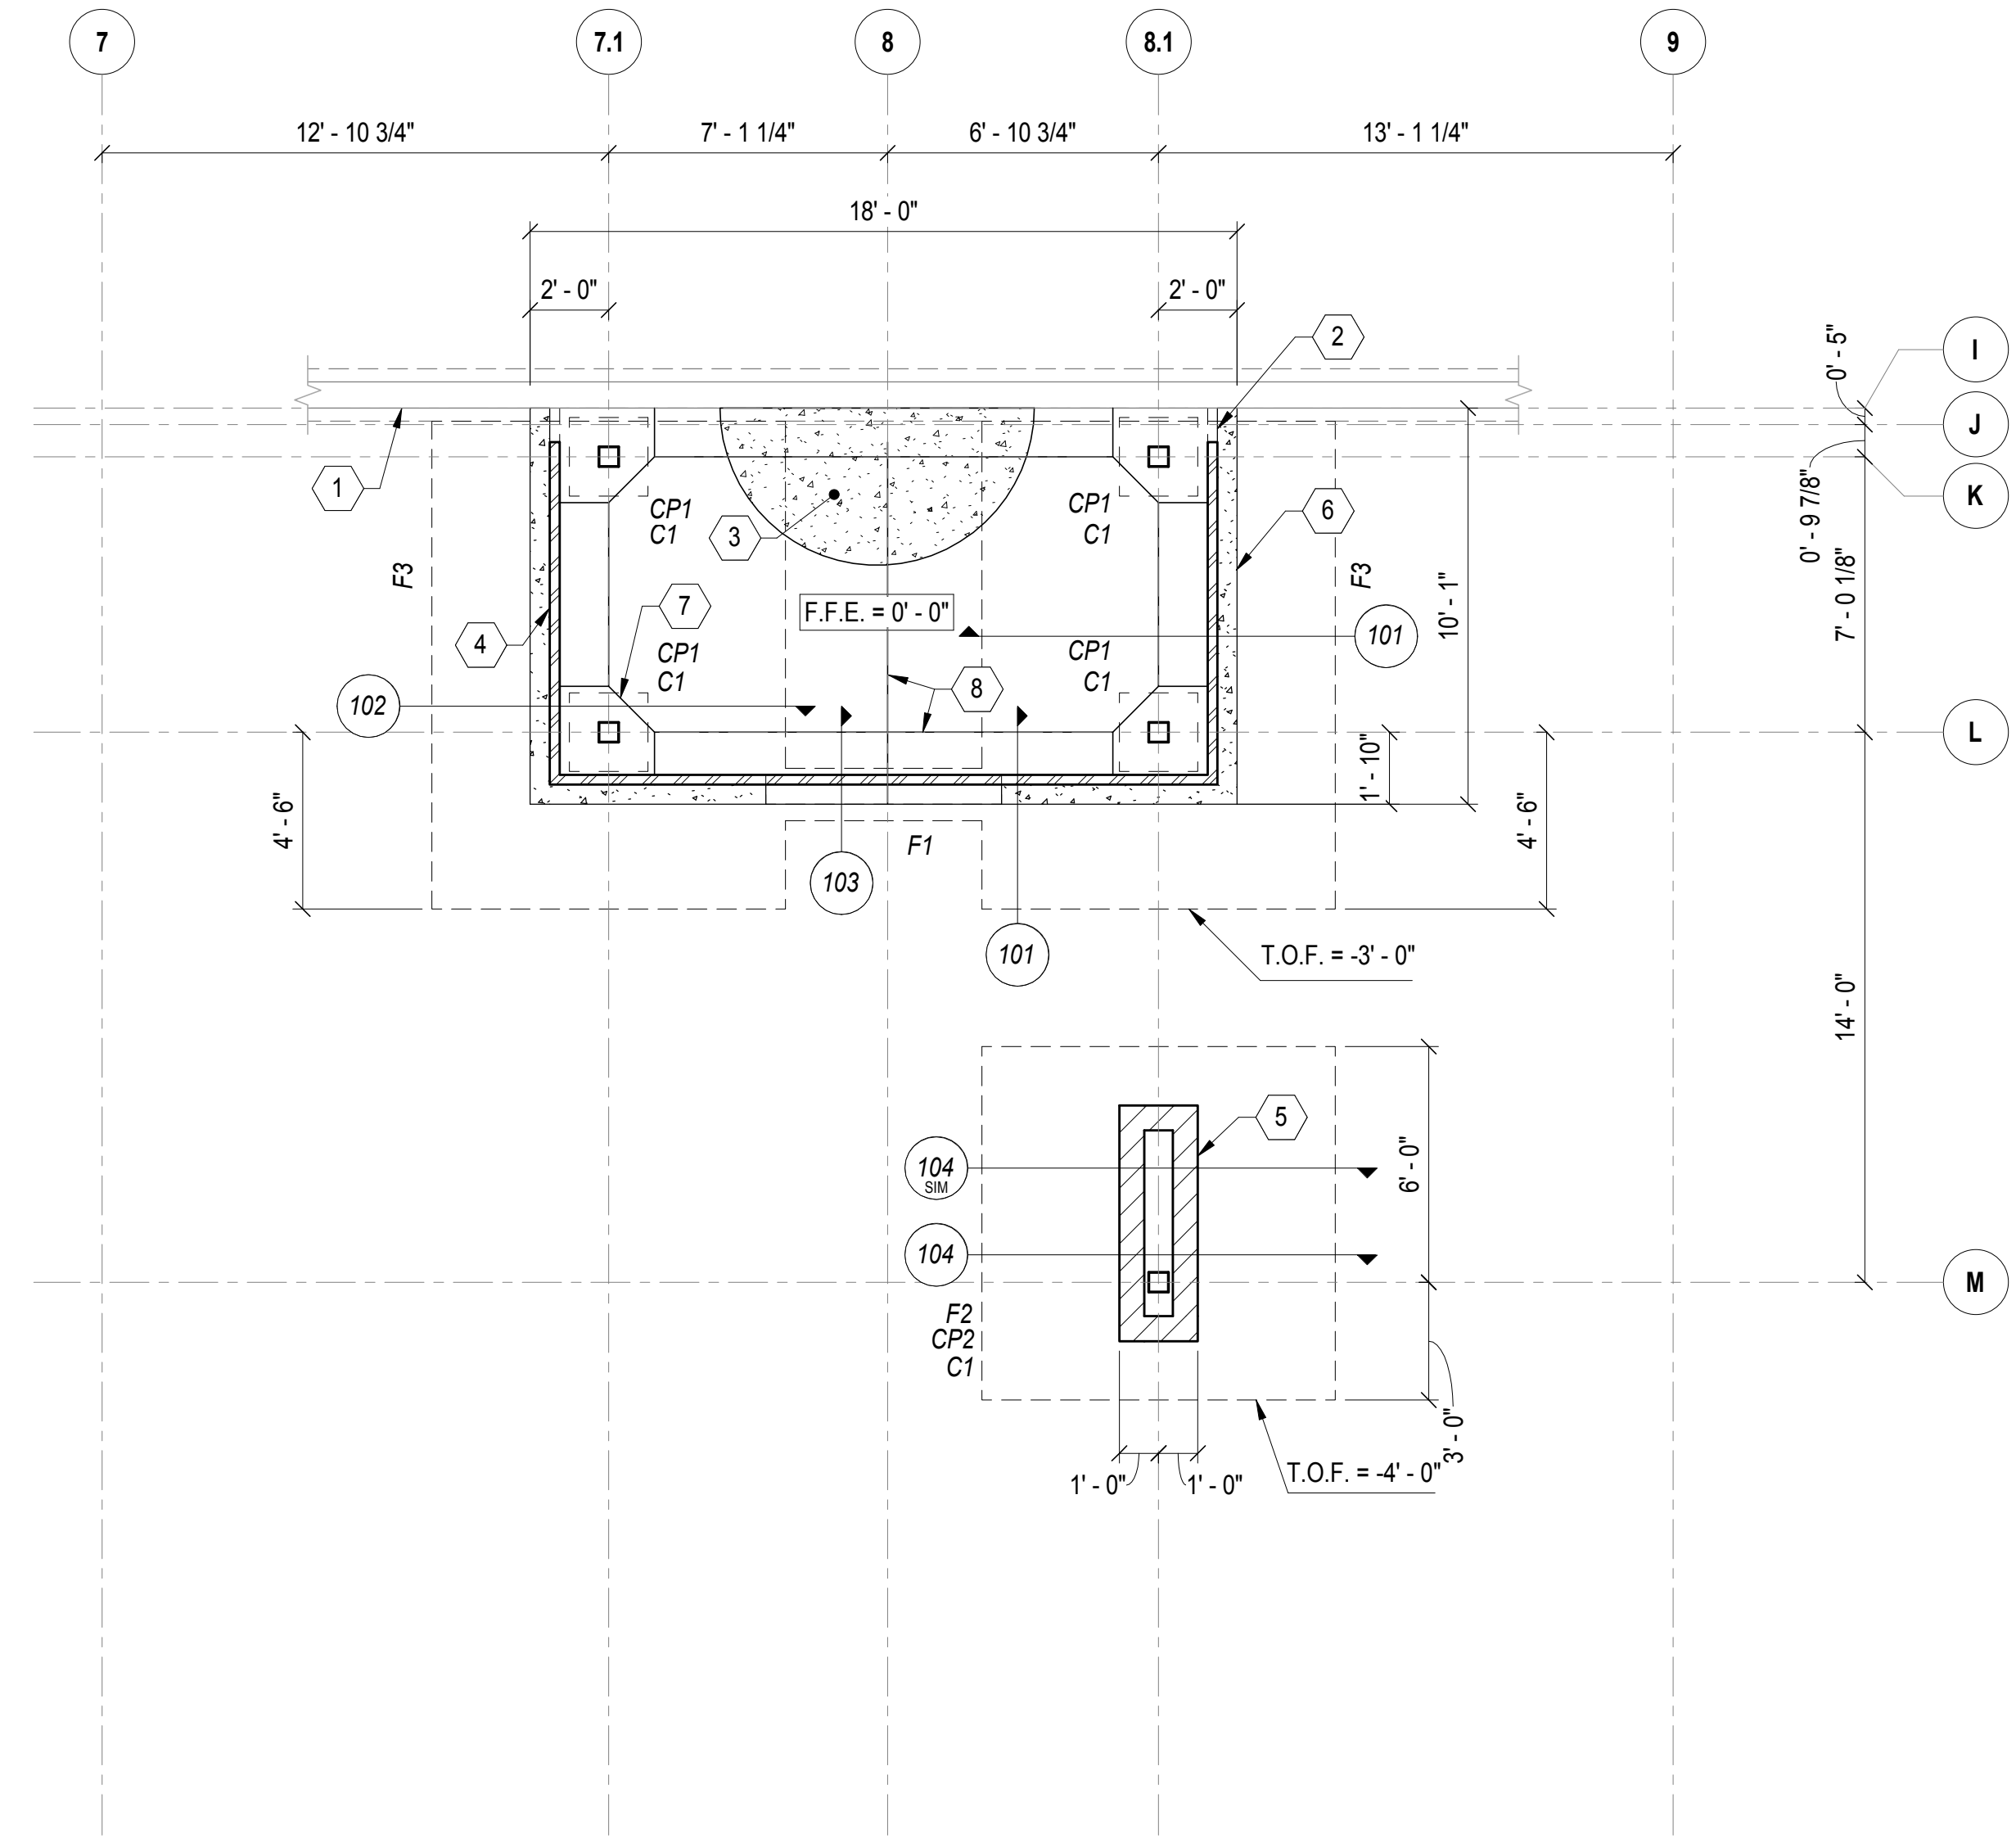 7
7.1
8
8.1
9
12' - 10 3/4"
7' - 1 1/4"
6' - 10 3/4"
13' - 1 1/4"
18' - 0"
2' - 0"
2' - 0"
2
0' - 5"
I
J
K
0' - 9 7/8"
7' - 0 1/8"
1
CP1
C1
3
CP1
C1
6
F3
F3
7
F.F.E. = 0' - 0"
101
10' - 1"
4
CP1
C1
CP1
C1
8
102
L
1' - 10"
4' - 6"
4' - 6"
F1
103
101
T.O.F. = -3' - 0"
14' - 0"
5
104
SIM
6' - 0"
104
M
F2
CP2
C1
3' - 0"
T.O.F. = -4' - 0"
1' - 0"
1' - 0"